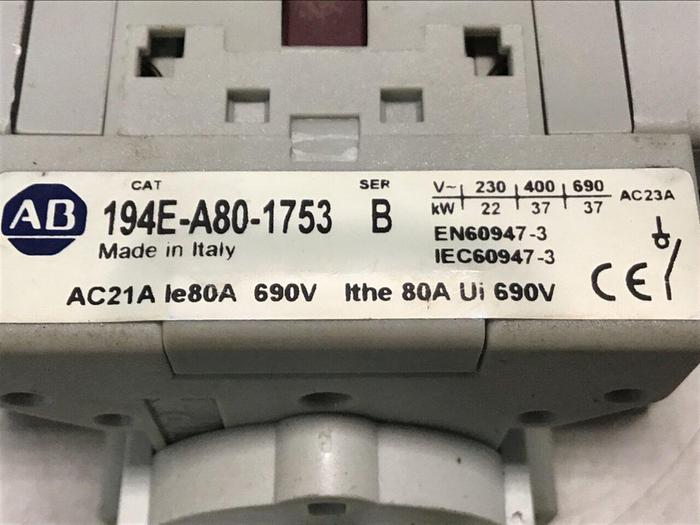 AB
CAT
194E-A80-1753
SER
B
Made in Italy
V~ 230 400 690
kW 22 37 37
AC23A
EN60947-3
IEC60947-3
AC21A Ie80A 690V Ithe 80A Ui 690V
CE